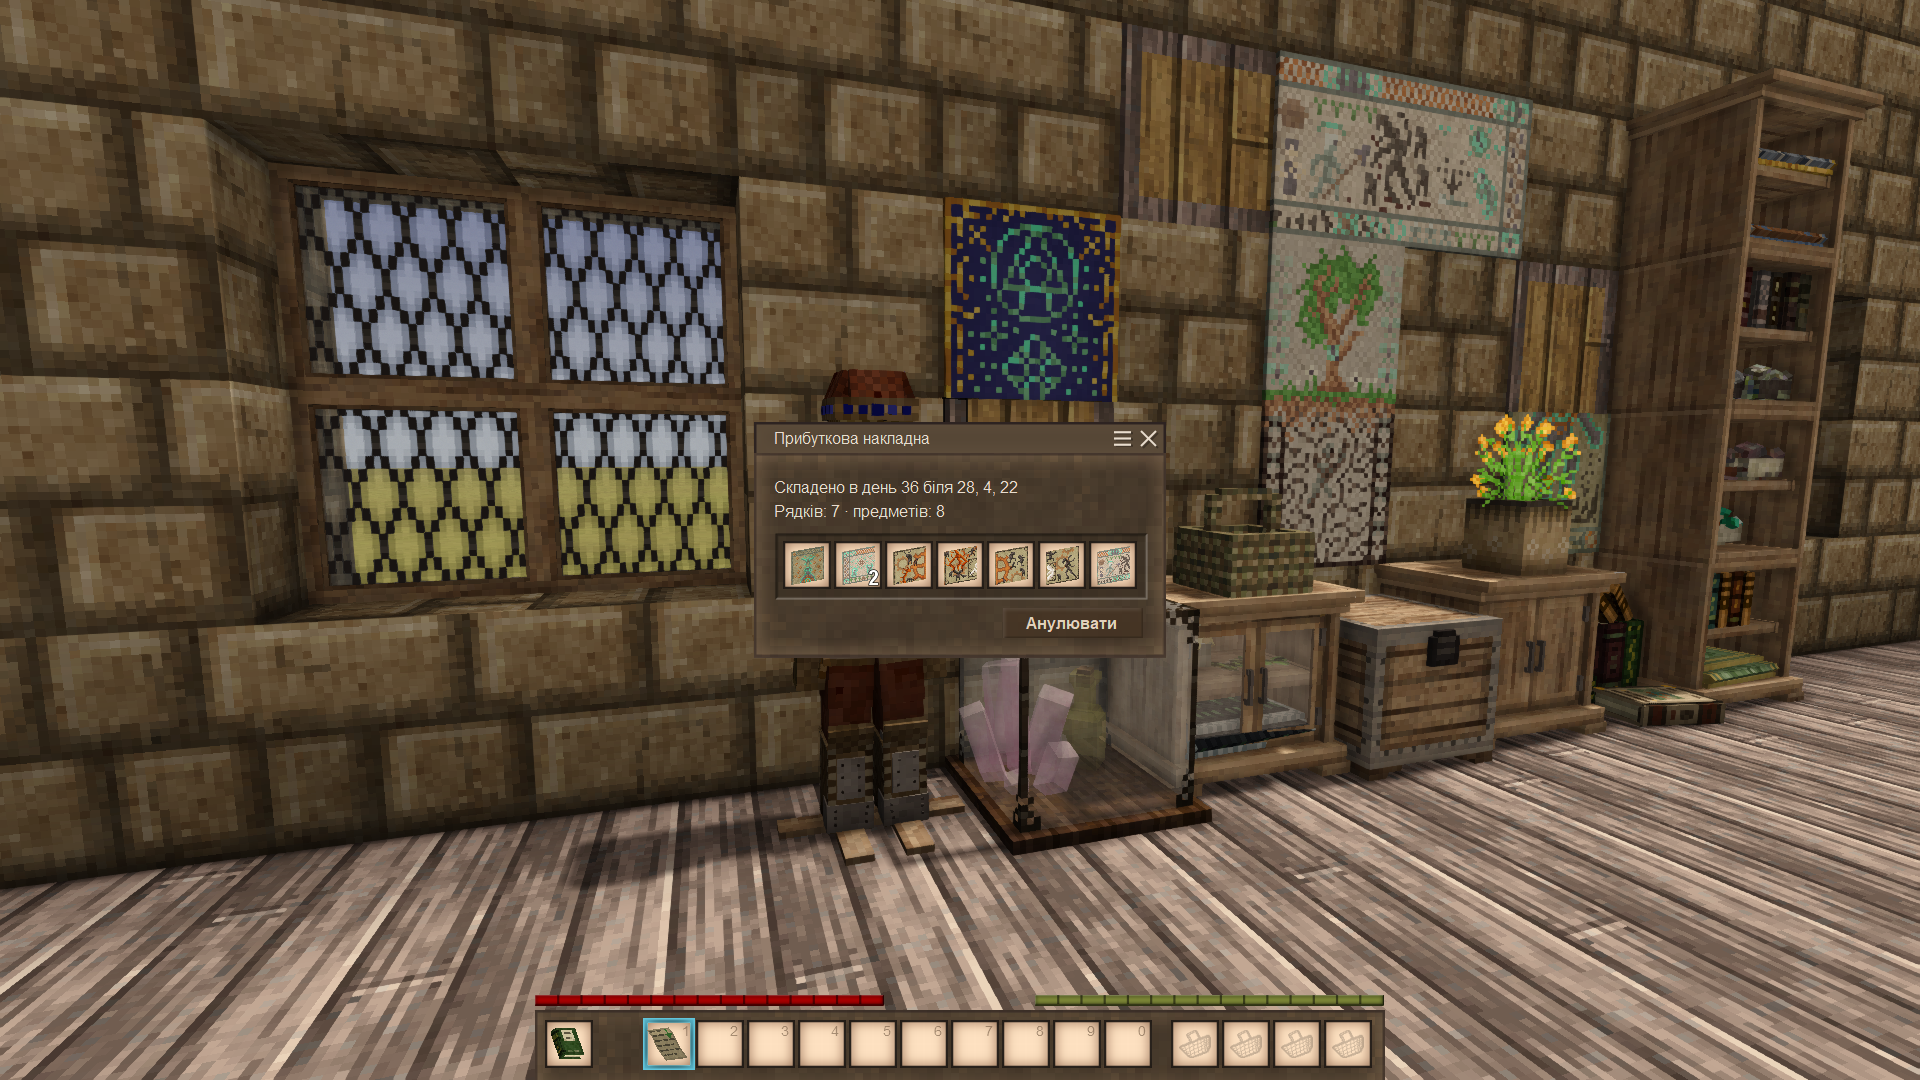 Прибуткова накладна
Складено в день 36 біля 28, 4, 22
Рядків: 7 · предметів: 8
2
Анулювати
1 2 3 4 5 6 7 8 9 0